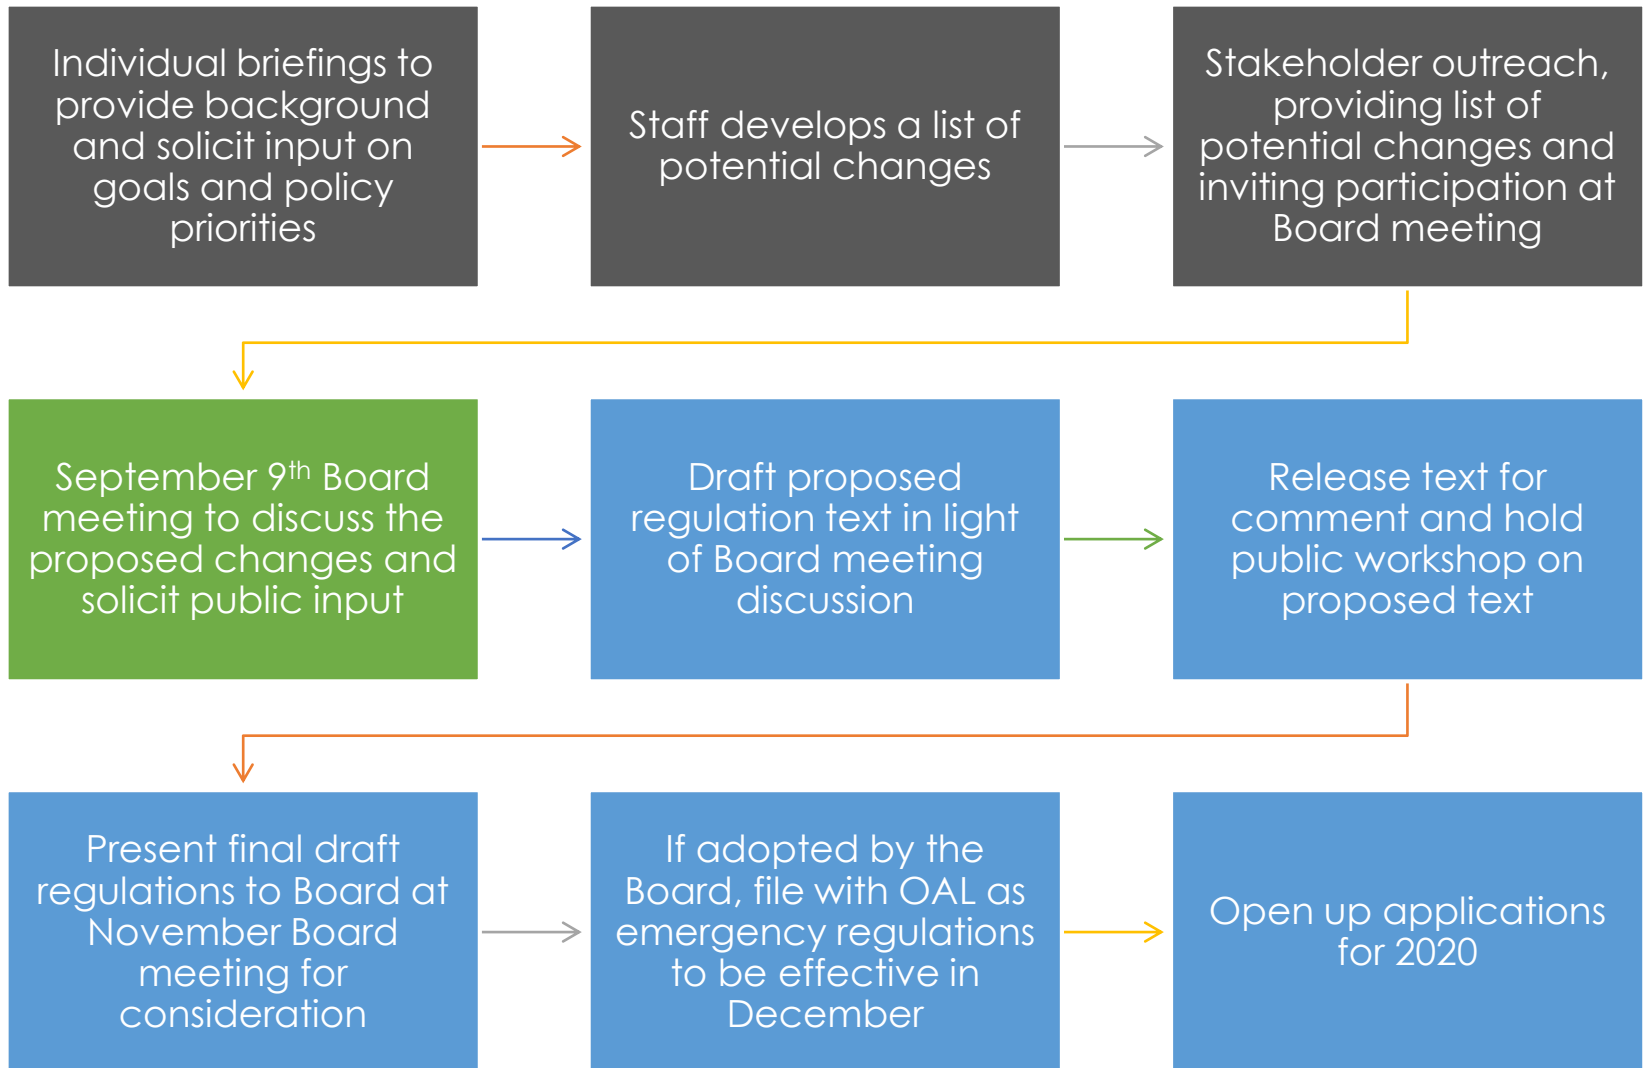 Individual briefings to
provide background
and solicit input on
goals and policy
priorities
Staff develops a list of
potential changes
Stakeholder outreach,
providing list of
potential changes and
inviting participation at
Board meeting
September 9th Board
meeting to discuss the
proposed changes and
solicit public input
Draft proposed
regulation text in light
of Board meeting
discussion
Release text for
comment and hold
public workshop on
proposed text
Present final draft
regulations to Board at
November Board
meeting for
consideration
If adopted by the
Board, file with OAL as
emergency regulations
to be effective in
December
Open up applications
for 2020